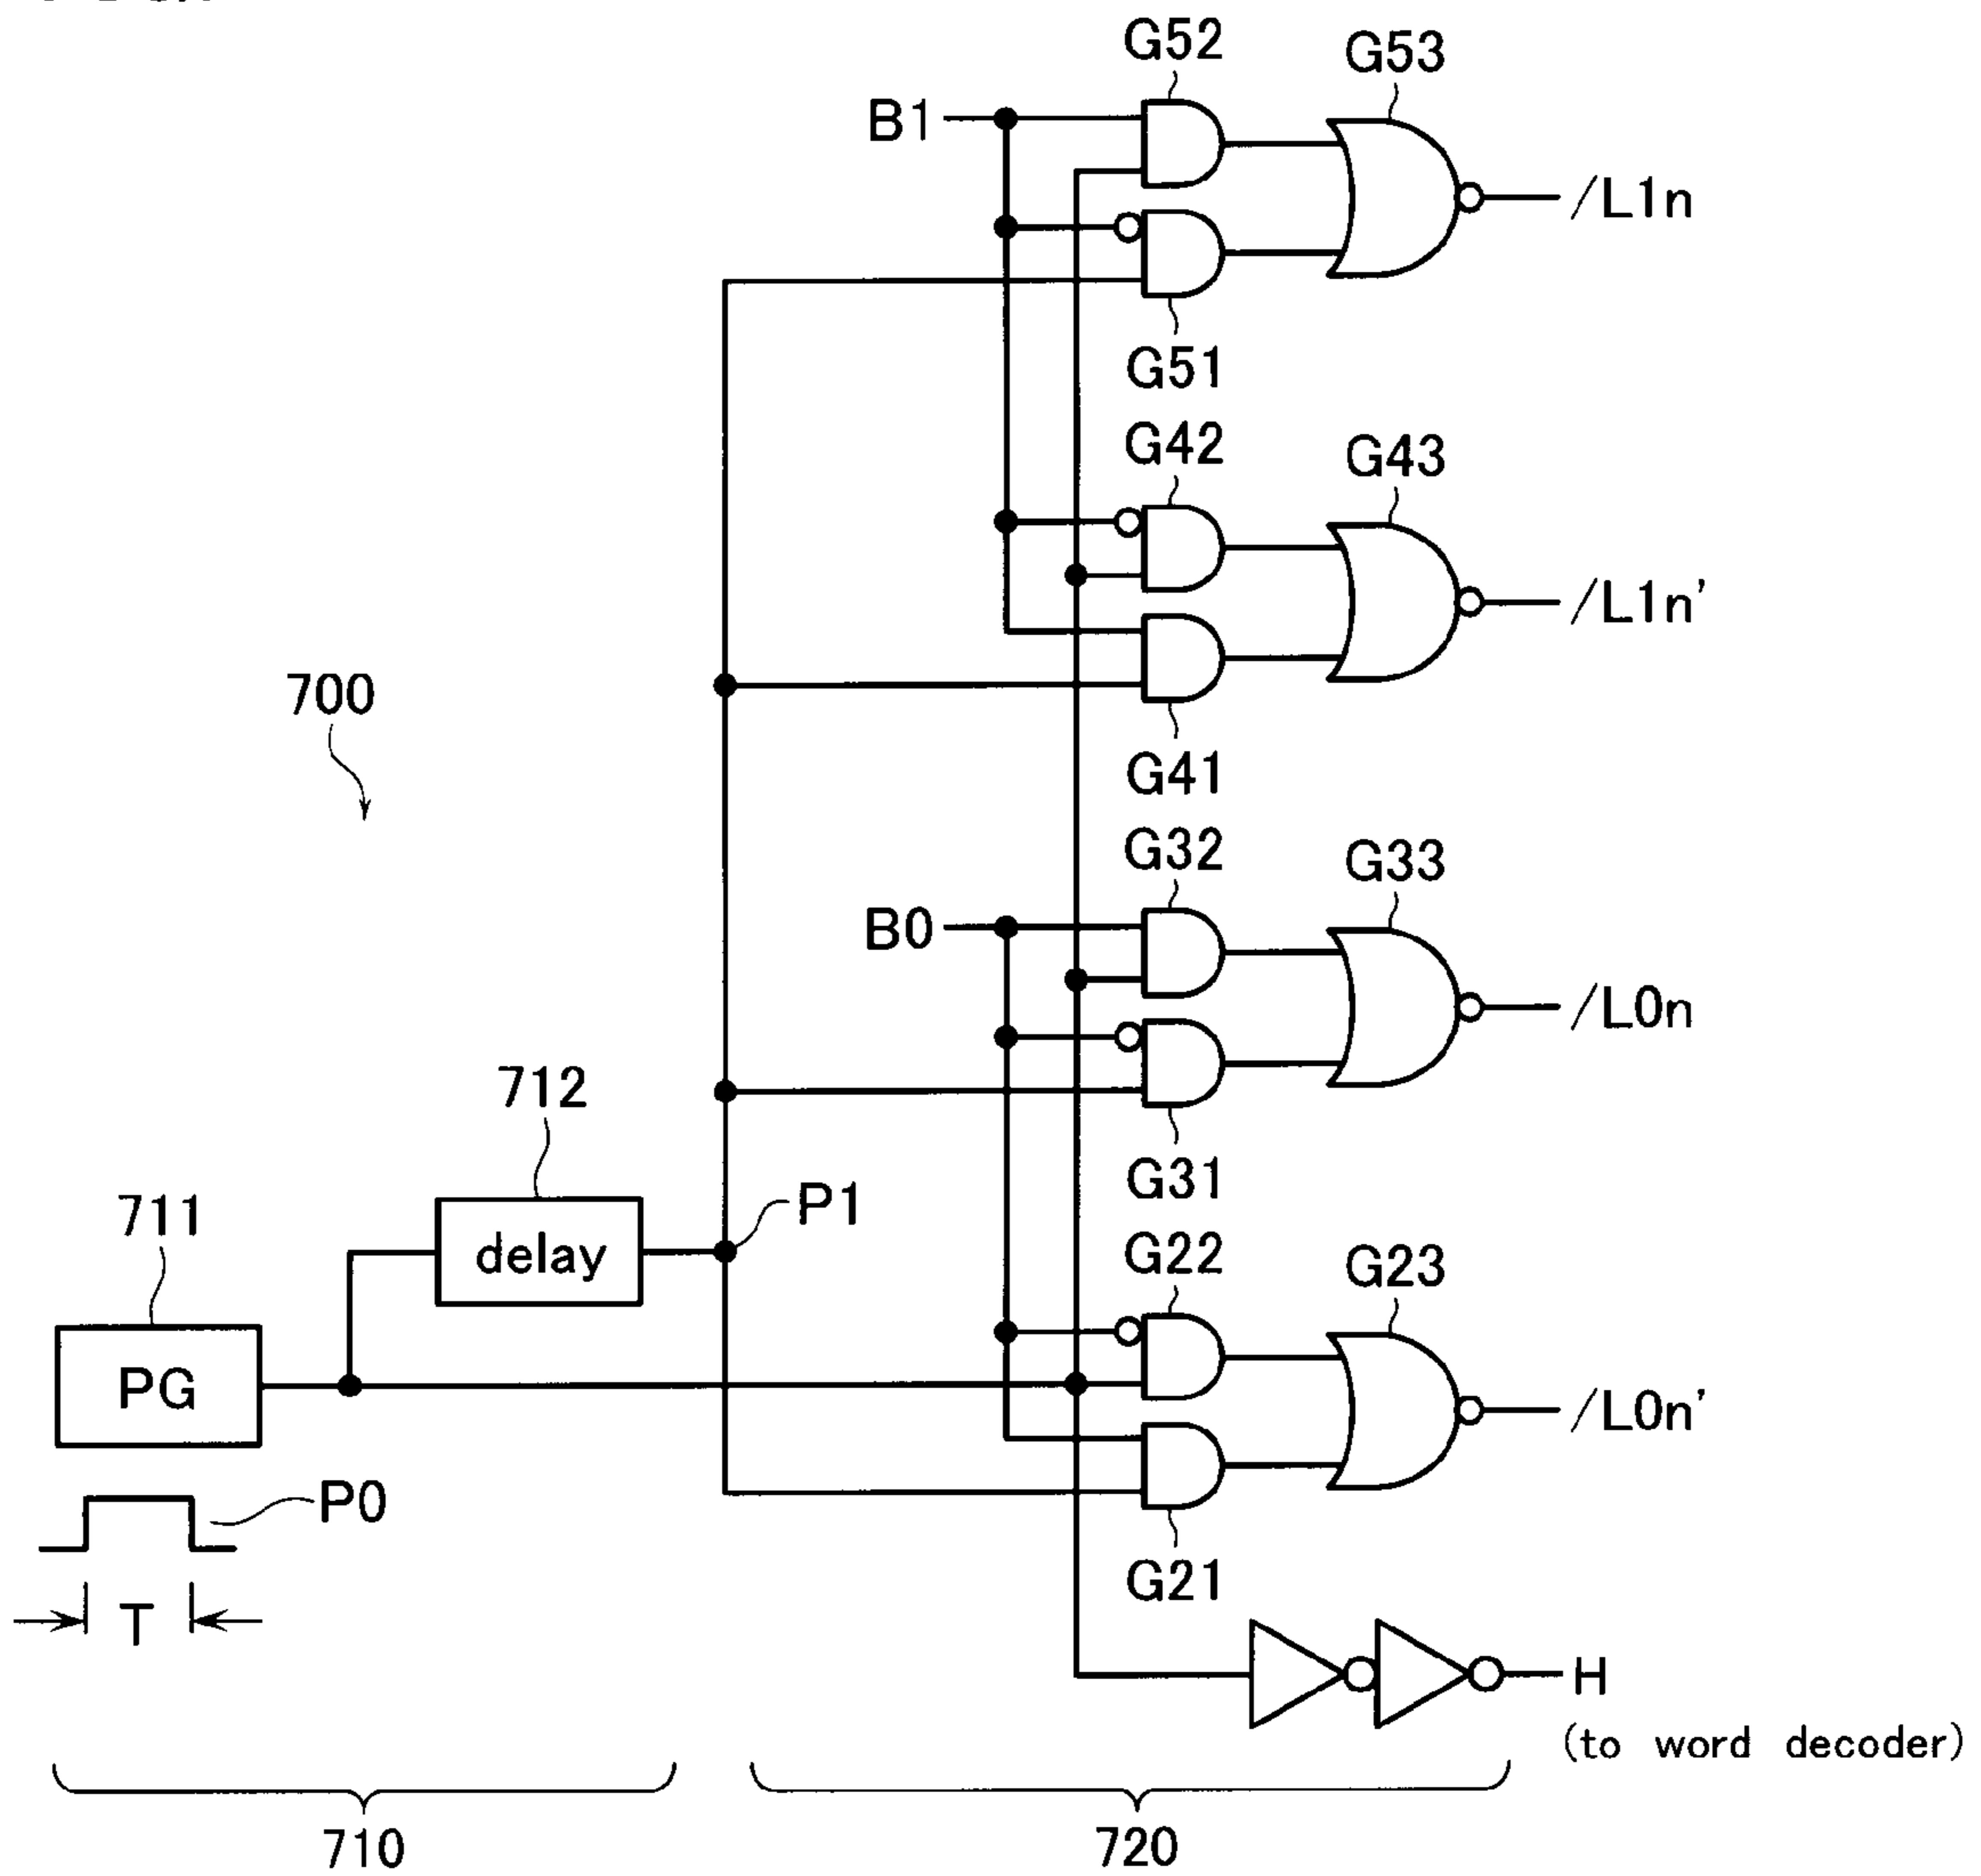 G52
G53
B1
/L1n
G51
G42
G43
/L1n'
700
G41
G32
G33
B0
/L0n
712
G31
P1
711
delay
G22
G23
PG
/L0n'
P0
G21
T
H
(to word decoder)
710
720